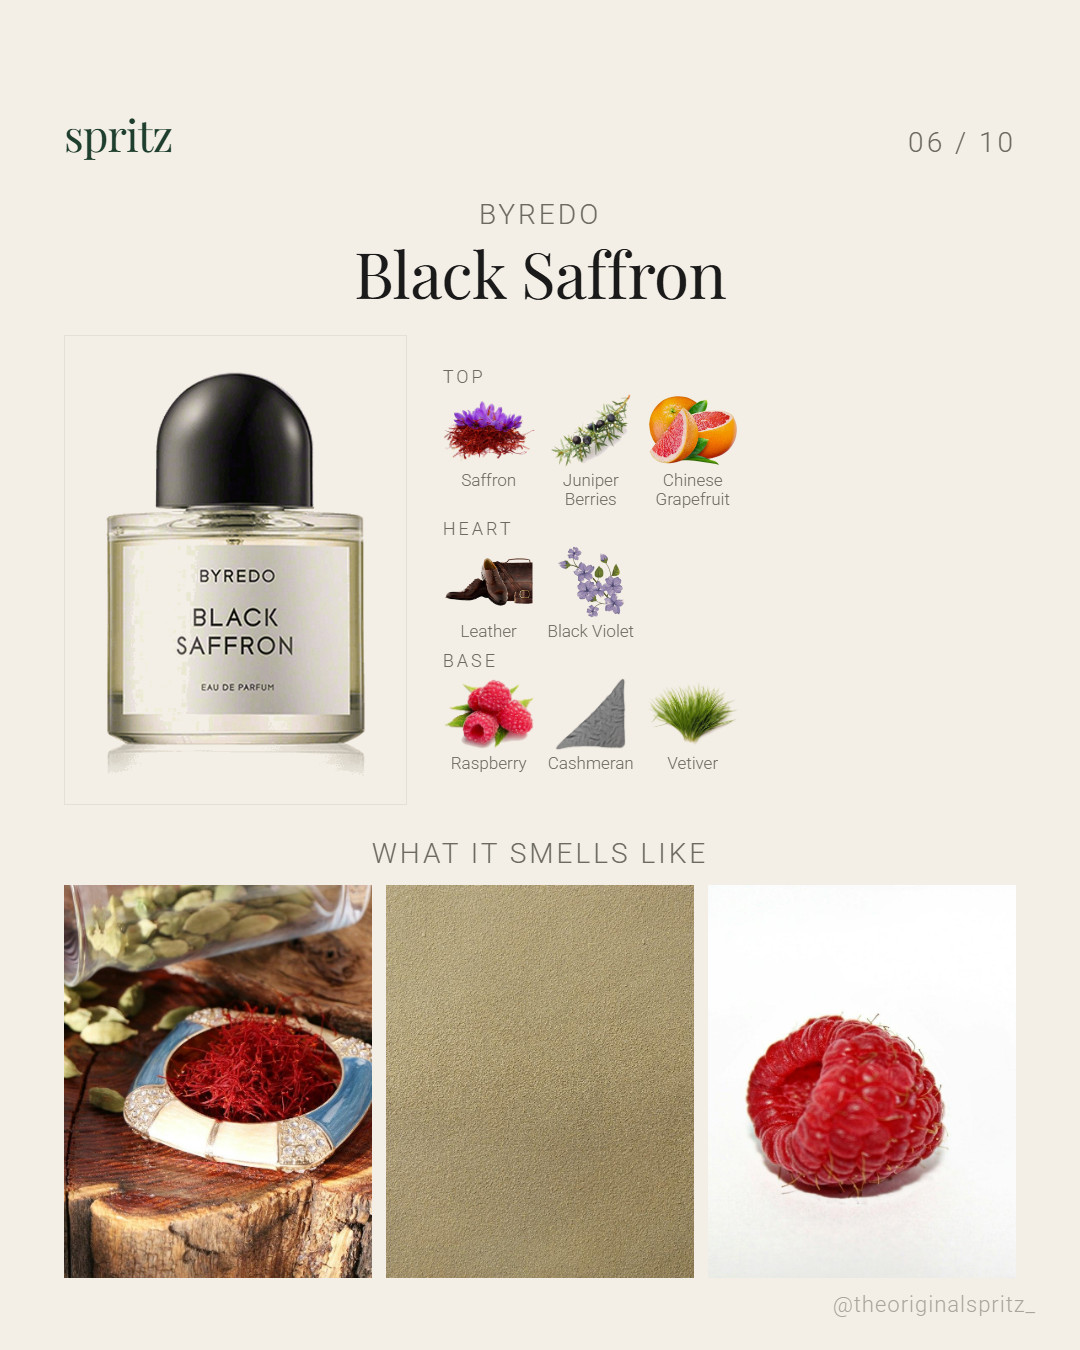 spritz
06 / 10
BYREDO
Black Saffron
BYREDO
BLACK
SAFFRON
EAU DE PARFUM
TOP
Saffron
Juniper
Berries
Chinese
Grapefruit
HEART
Leather
Black Violet
BASE
Raspberry
Cashmeran
Vetiver
WHAT IT SMELLS LIKE
@theoriginalspritz_